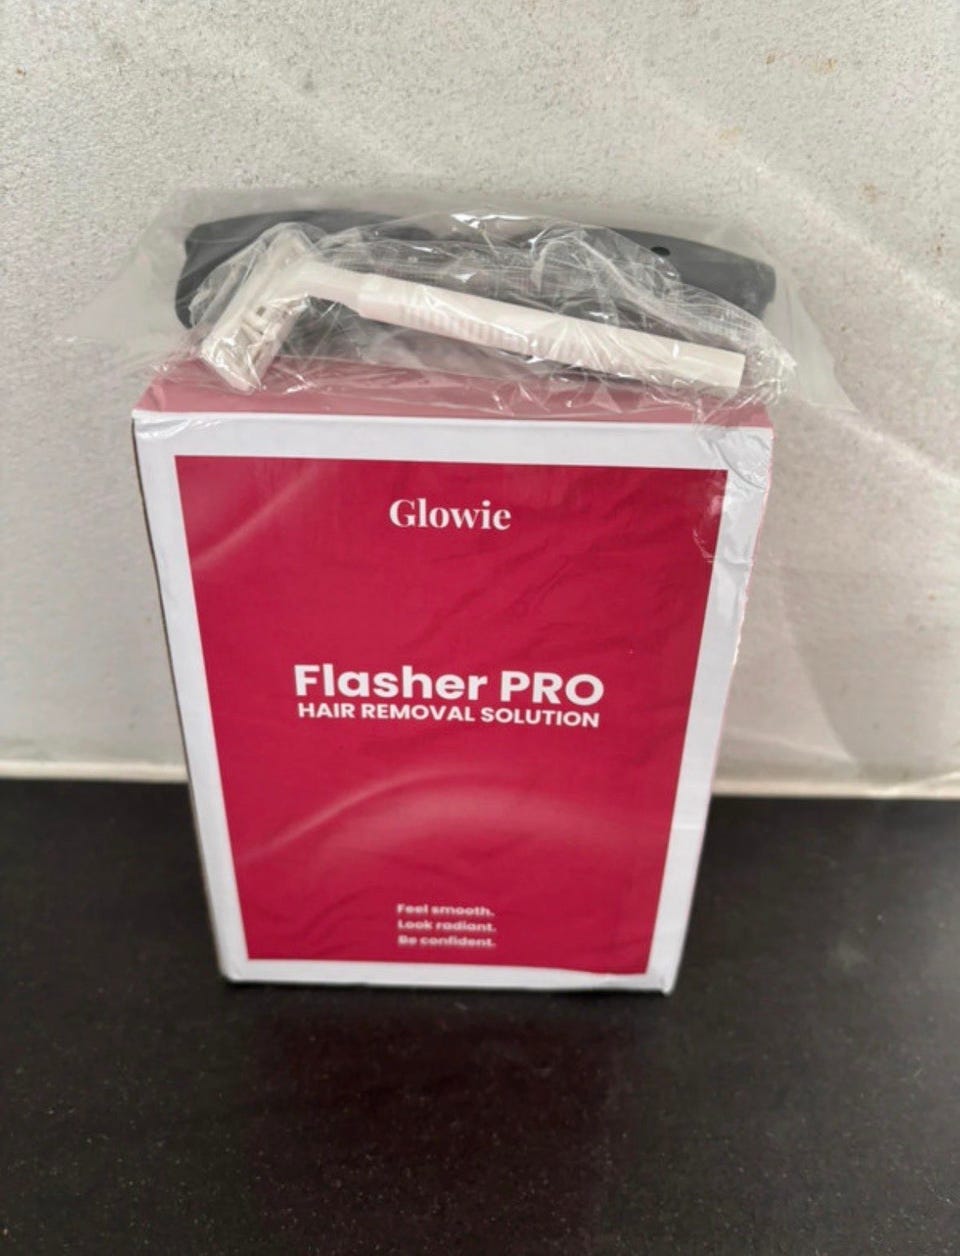 Glowie
Flasher PRO
HAIR REMOVAL SOLUTION
Feel smooth.
Look radiant.
Be confident.